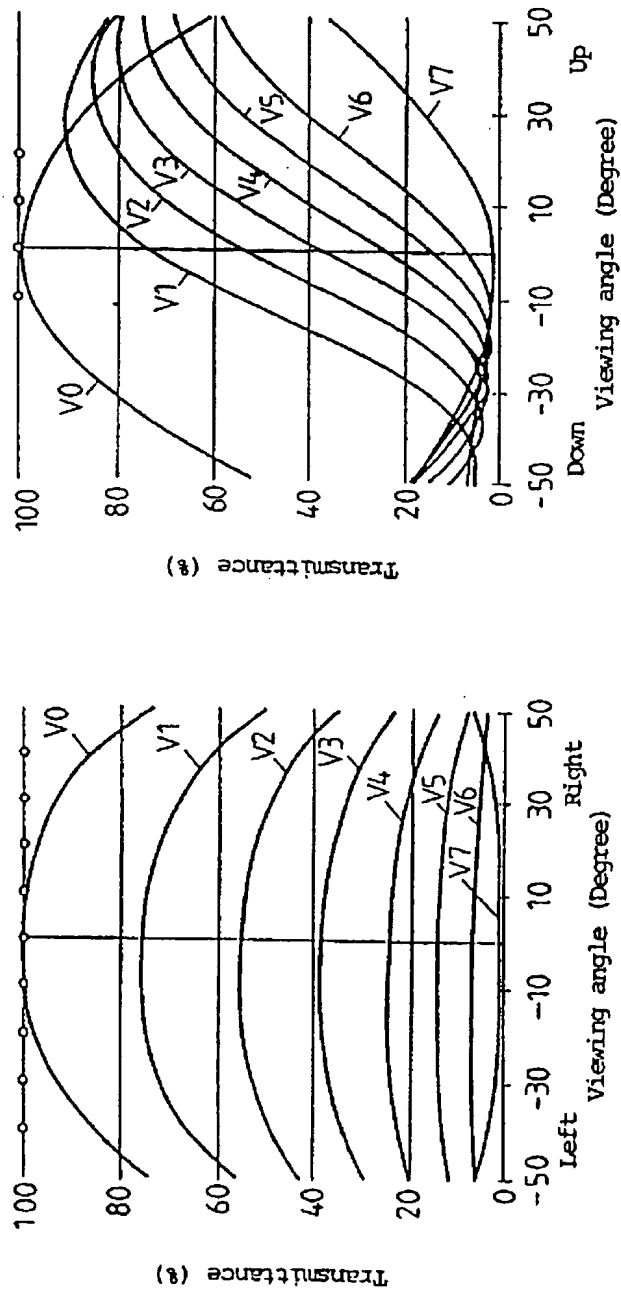 Transmittance (%)
100
80
60
40
20
0
V0
V1
V2
V3
V4
V5
V6
V7
-50 -30 -10 10 30 50
Left Right
Viewing angle (Degree)
Transmittance (%)
100
80
60
40
20
0
V0
V1
V2
V3
V4
V5
V6
V7
-50 -30 -10 10 30 50
Down Up
Viewing angle (Degree)